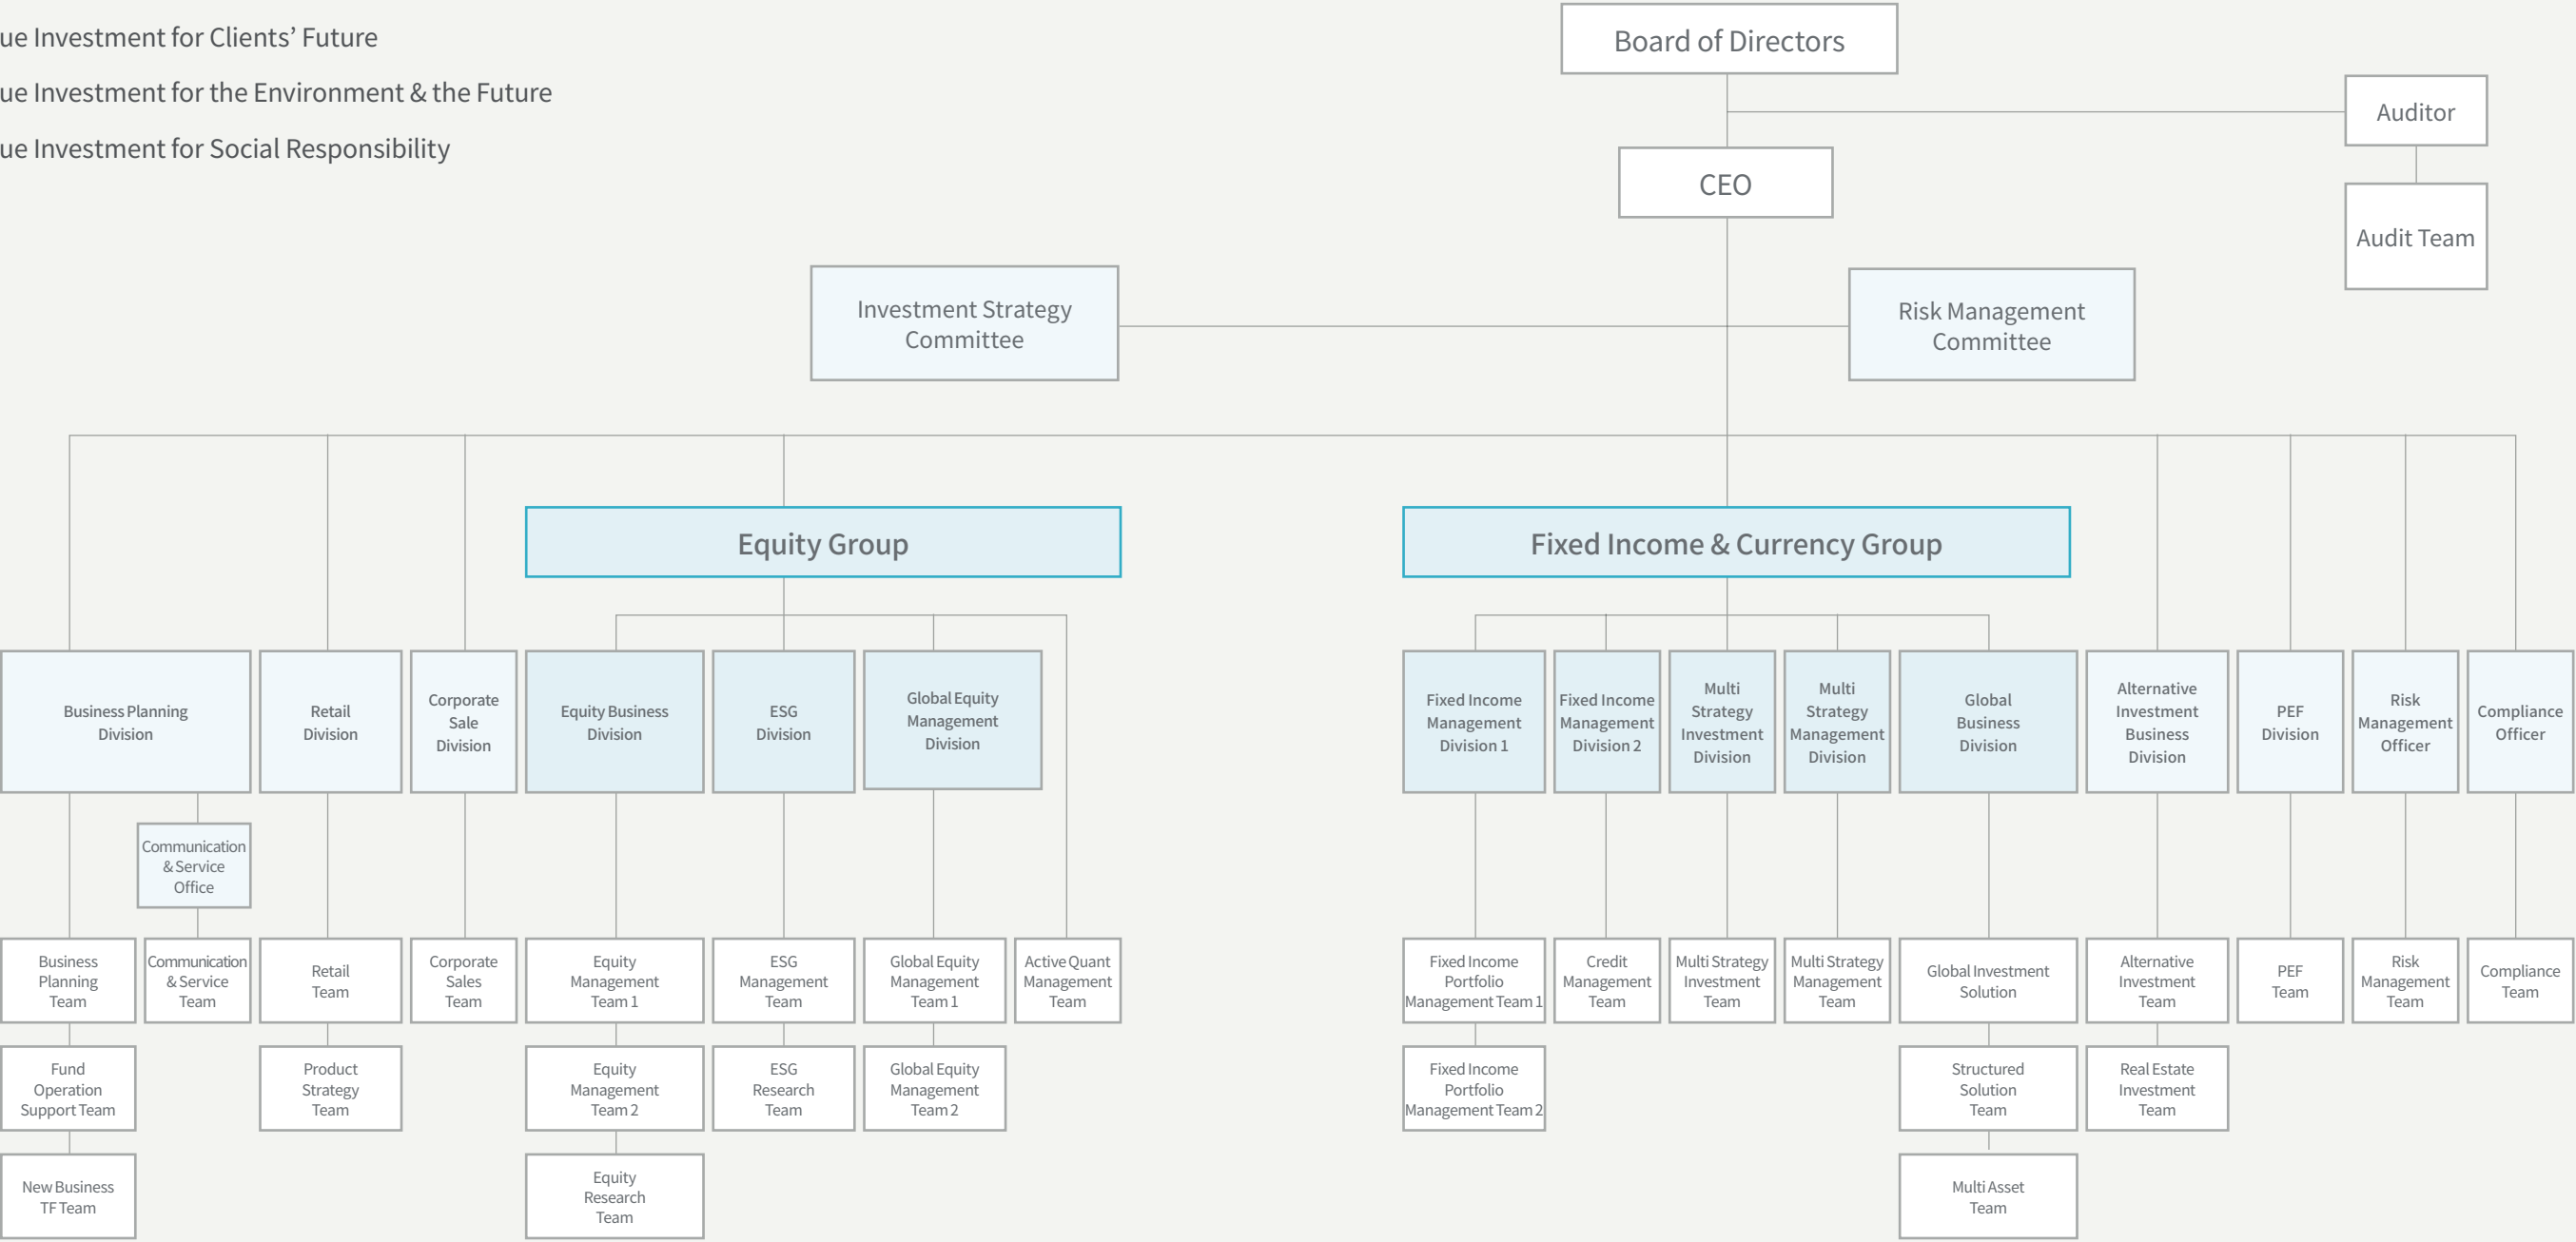 ue Investment for Clients’ Future
ue Investment for the Environment & the Future
ue Investment for Social Responsibility
Board of Directors
Auditor
CEO
Audit Team
Investment Strategy
Committee
Risk Management
Committee
Equity Group
Fixed Income & Currency Group
Business Planning
Division
Retail
Division
Corporate
Sale
Division
Equity Business
Division
ESG
Division
Global Equity
Management
Division
Fixed Income
Management
Division 1
Fixed Income
Management
Division 2
Multi
Strategy
Investment
Division
Multi
Strategy
Management
Division
Global
Business
Division
Alternative
Investment
Business
Division
PEF
Division
Risk
Management
Officer
Compliance
Officer
Communication
& Service
Office
Business
Planning
Team
Communication
& Service
Team
Retail
Team
Corporate
Sales
Team
Equity
Management
Team 1
ESG
Management
Team
Global Equity
Management
Team 1
Active Quant
Management
Team
Fixed Income
Portfolio
Management Team 1
Credit
Management
Team
Multi Strategy
Investment
Team
Multi Strategy
Management
Team
Global Investment
Solution
Alternative
Investment
Team
PEF
Team
Risk
Management
Team
Compliance
Team
Fund
Operation
Support Team
Product
Strategy
Team
Equity
Management
Team 2
ESG
Research
Team
Global Equity
Management
Team 2
Fixed Income
Portfolio
Management Team 2
Structured
Solution
Team
Real Estate
Investment
Team
New Business
TF Team
Equity
Research
Team
Multi Asset
Team